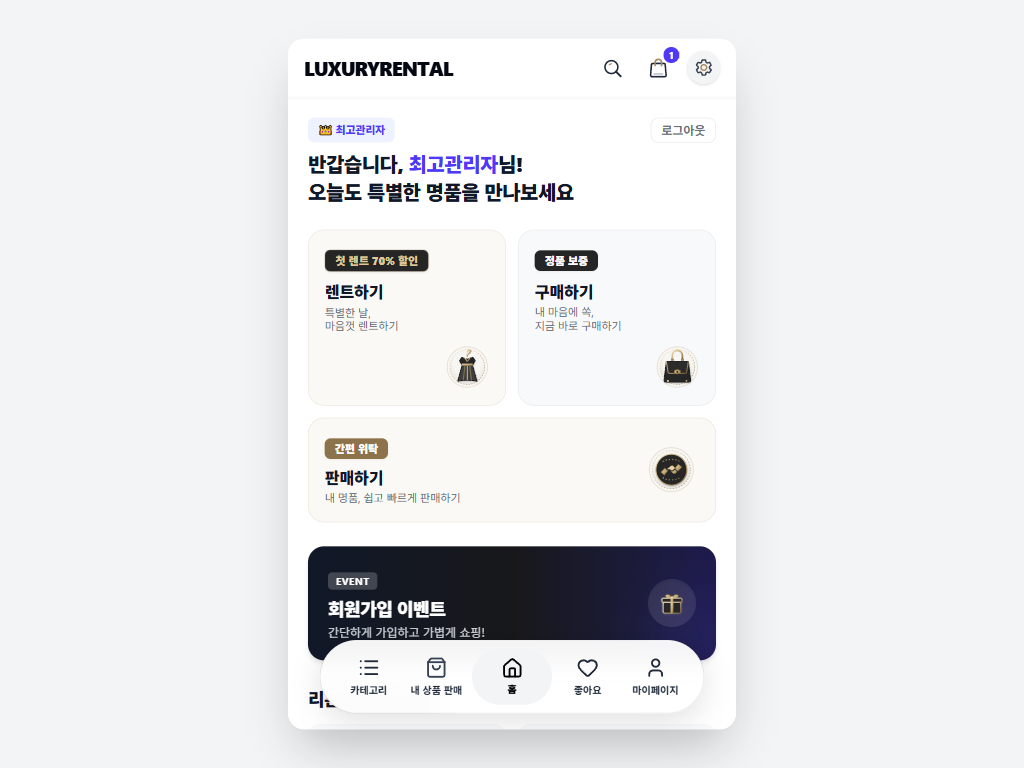 LUXURYRENTAL
1
최고관리자
로그아웃
반갑습니다, 최고관리자님!
오늘도 특별한 명품을 만나보세요
첫 렌트 70% 할인
렌트하기
특별한 날,
마음껏 렌트하기
정품 보증
구매하기
내 마음에 쏙,
지금 바로 구매하기
간편 위탁
판매하기
내 명품, 쉽고 빠르게 판매하기
EVENT
회원가입 이벤트
간단하게 가입하고 가볍게 쇼핑!
카테고리
내 상품 판매
홈
좋아요
마이페이지